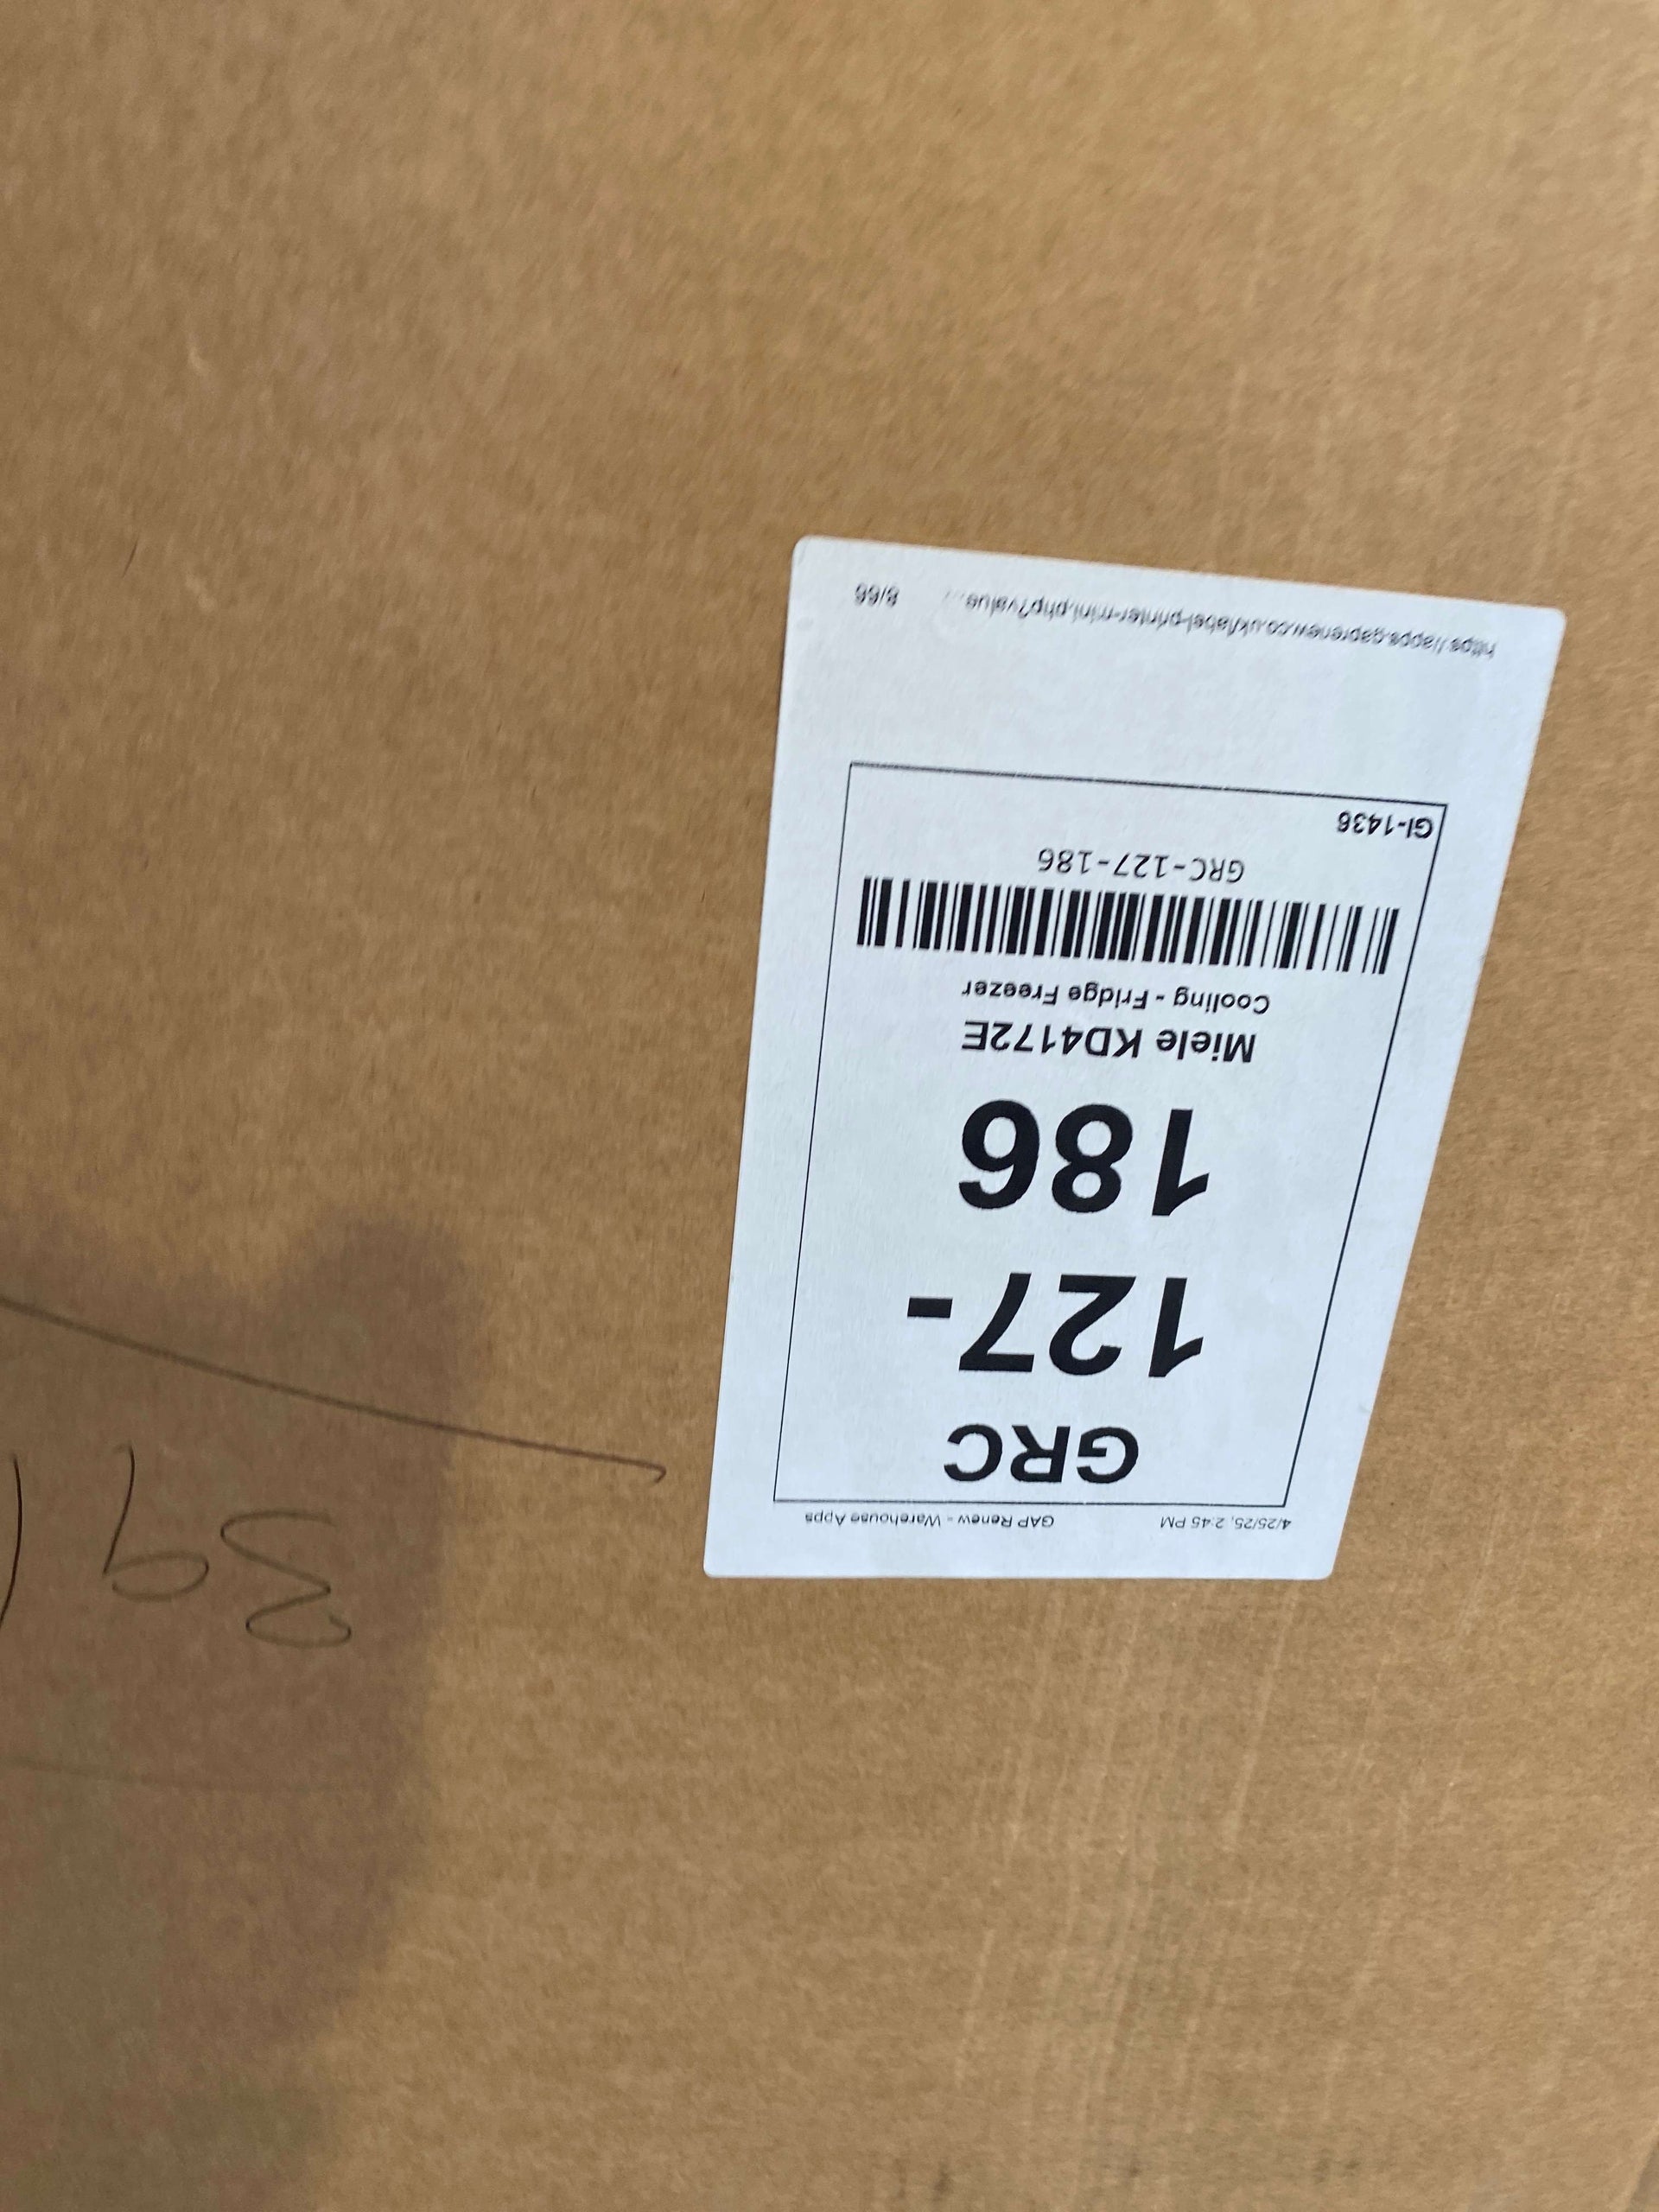 4/25/25, 2:45 PM GAP Renew - Warehouse Apps
GRC
127-
186
Miele KD4172E
Cooling - Fridge Freezer
GRC-127-186
GI-1436
https://apps.gaprenew.co.uk/label-printer-mini.php?value... 8/66
39